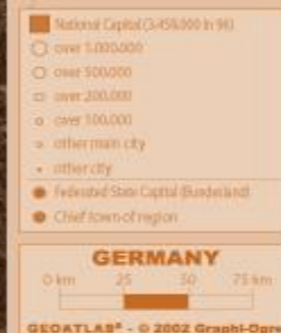 National Capital (3,459,000 in 96)
over 1.000.000
over 500.000
over 200.000
over 100.000
other main city
other city
Federated State Capital (Bundesland)
Chief town of region
GERMANY
0 km 25 50 75 km
GEOATLAS® - © 2002 Graphi-Ogre